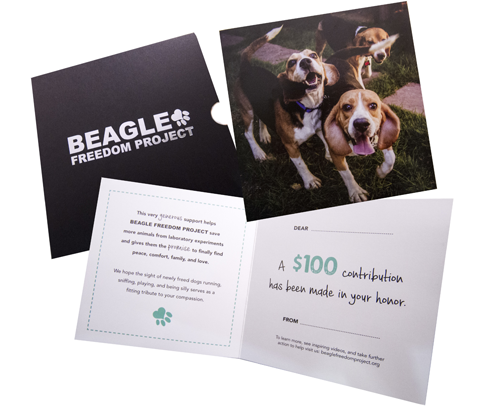 BEAGLE
FREEDOM PROJECT
This very generous support helps
BEAGLE FREEDOM PROJECT save
more animals from laboratory experiments
and gives them the promise to finally find
peace, comfort, family, and love.
We hope the sight of newly freed dogs running,
sniffing, playing, and being silly serves as a
fitting tribute to your compassion.
DEAR
A $100 contribution
has been made in your honor.
FROM
To learn more, see inspiring videos, and take further
action to help visit us: beaglefreedomproject.org